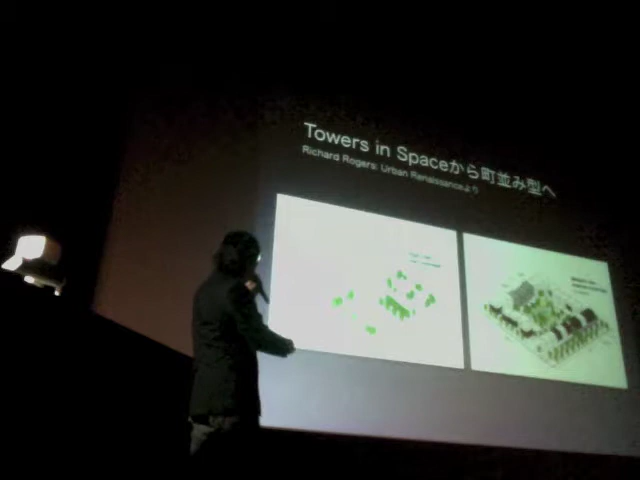 Towers in Spaceから町並み型へ
Richard Rogers: Urban Renaissanceより